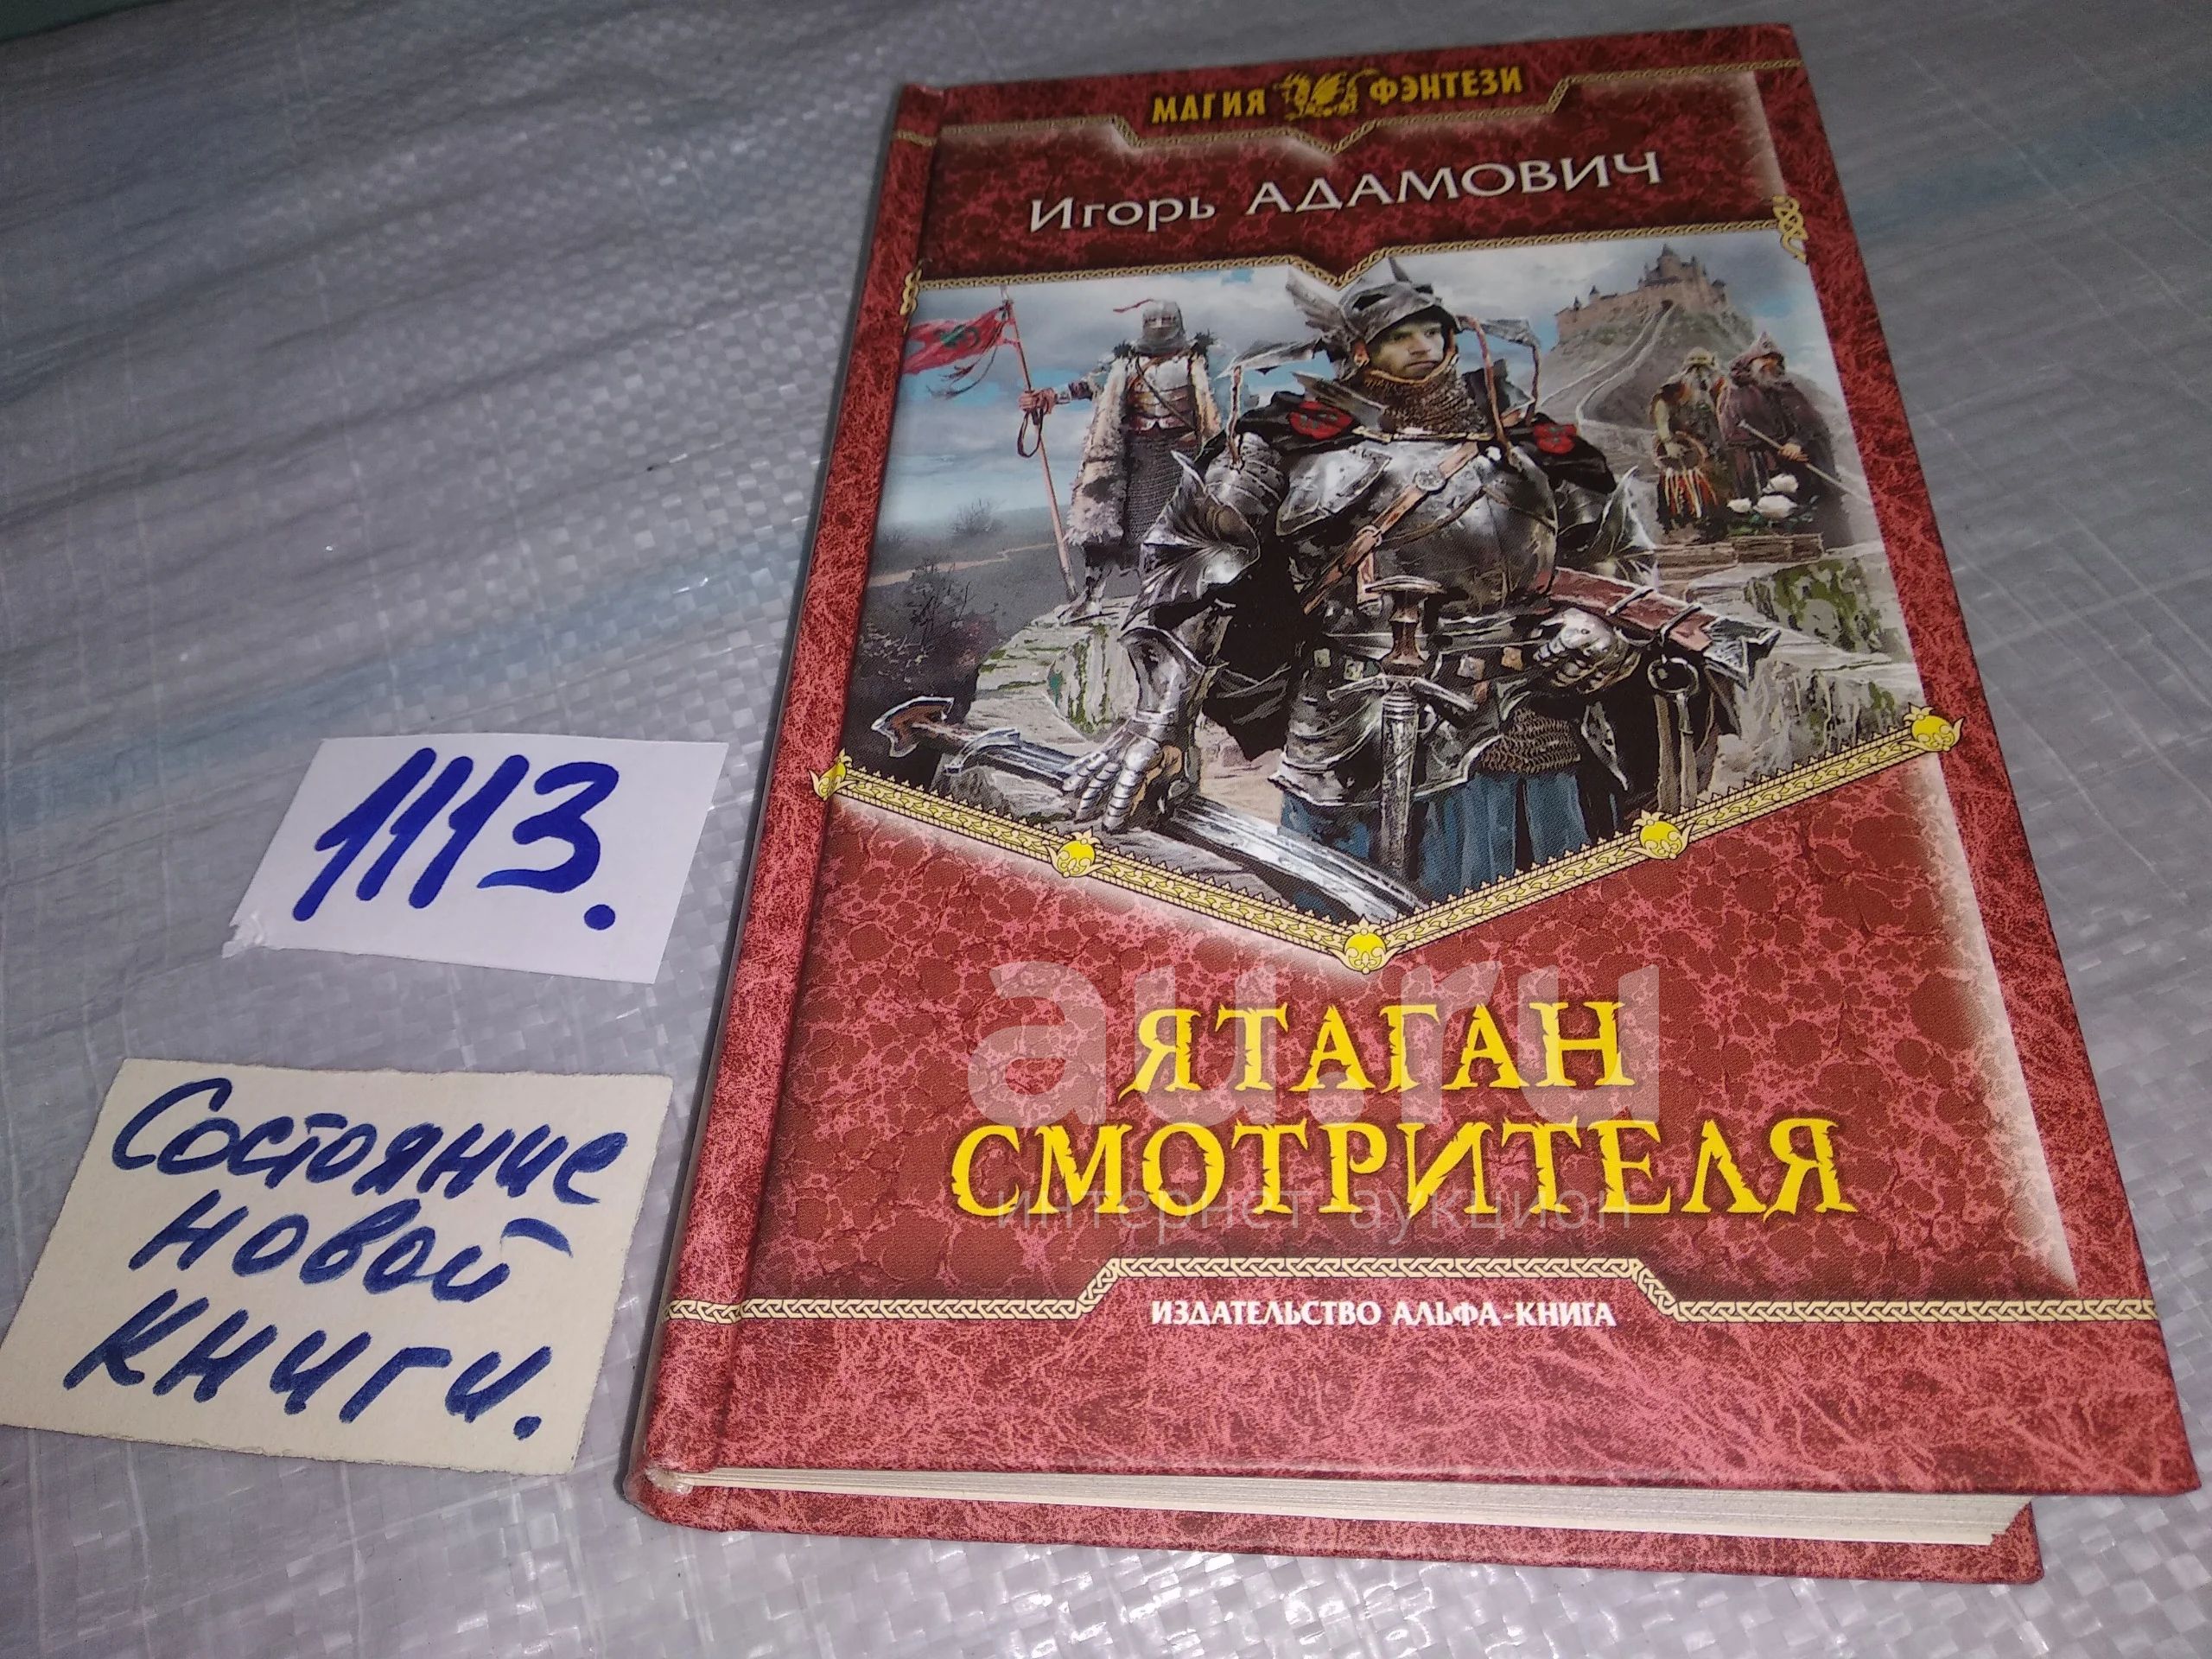 МАГИЯ ФЭНТЕЗИ
Игорь АДАМОВИЧ
1113.
Состояние
новой
книги.
au.ru
ЯТАГАН
СМОТРИТЕЛЯ
интернет аукцион
ИЗДАТЕЛЬСТВО АЛЬФА-КНИГА